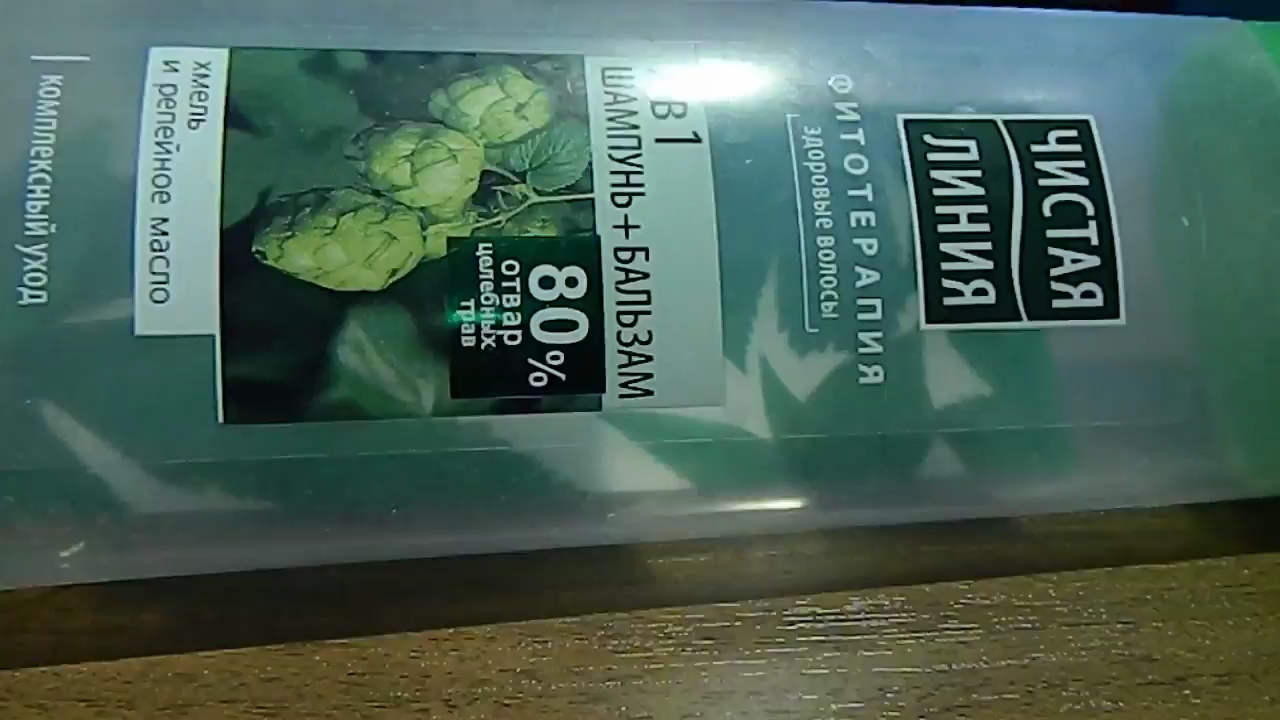 ЧИСТАЯ
ЛИНИЯ
ФИТОТЕРАПИЯ
здоровые волосы
в 1
ШАМПУНЬ+БАЛЬЗАМ
80%
отвар
целебных
трав
хмель
и репейное масло
комплексный уход